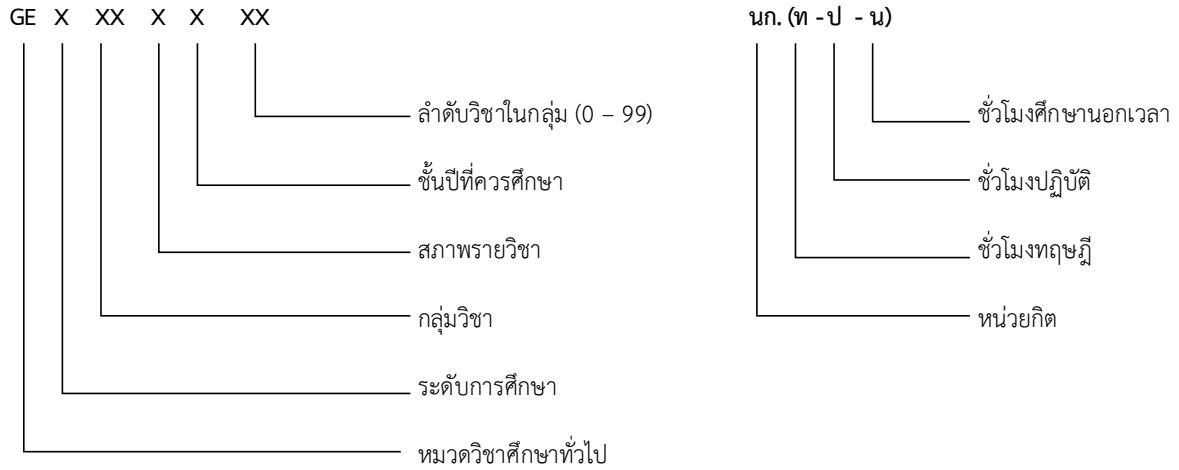 GE X XX X X XX นก. (ท - ป - น)
ลำดับวิชาในกลุ่ม (0 – 99) ชั่วโมงศึกษานอกเวลา
ชั้นปีที่ควรศึกษา ชั่วโมงปฏิบัติ
สภาพรายวิชา ชั่วโมงทฤษฎี
กลุ่มวิชา หน่วยกิต
ระดับการศึกษา
หมวดวิชาศึกษาทั่วไป